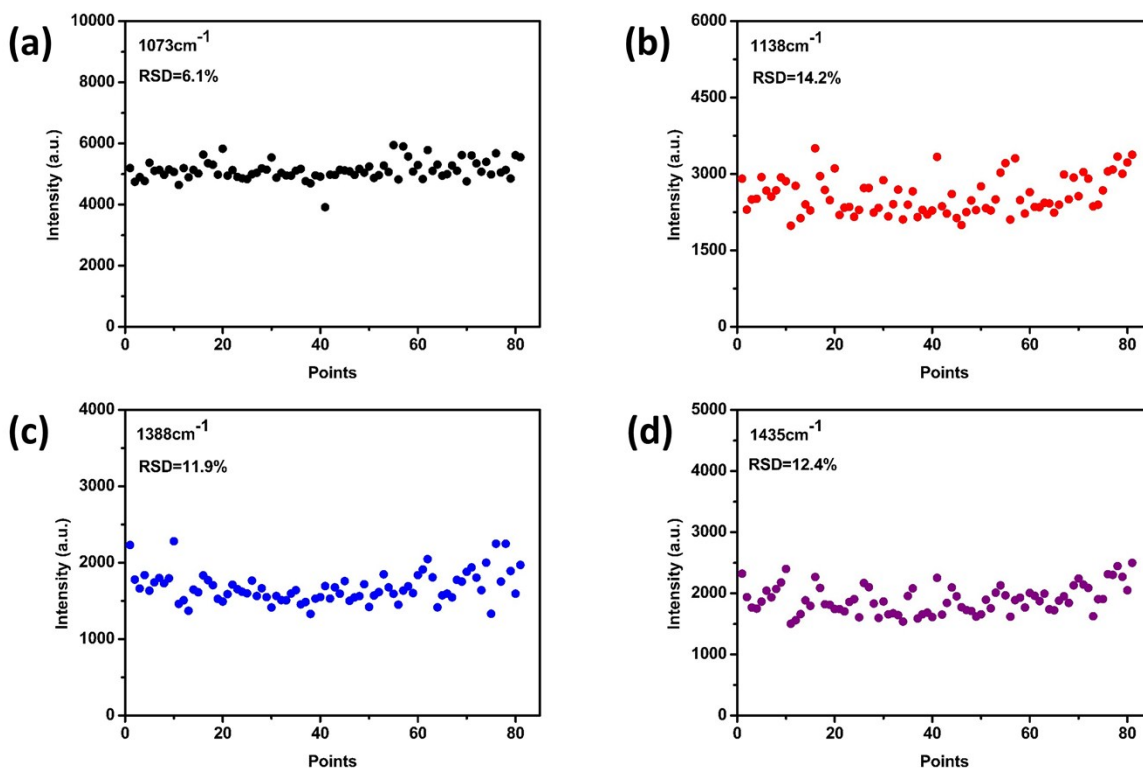 (a)
1073cm-1
RSD=6.1%
Intensity (a.u.)
10000
8000
6000
4000
2000
0
0 20 40 60 80
Points
(b)
1138cm-1
RSD=14.2%
Intensity (a.u.)
6000
4500
3000
1500
0
0 20 40 60 80
Points
(c)
1388cm-1
RSD=11.9%
Intensity (a.u.)
4000
3000
2000
1000
0
0 20 40 60 80
Points
(d)
1435cm-1
RSD=12.4%
Intensity (a.u.)
5000
4000
3000
2000
1000
0
0 20 40 60 80
Points